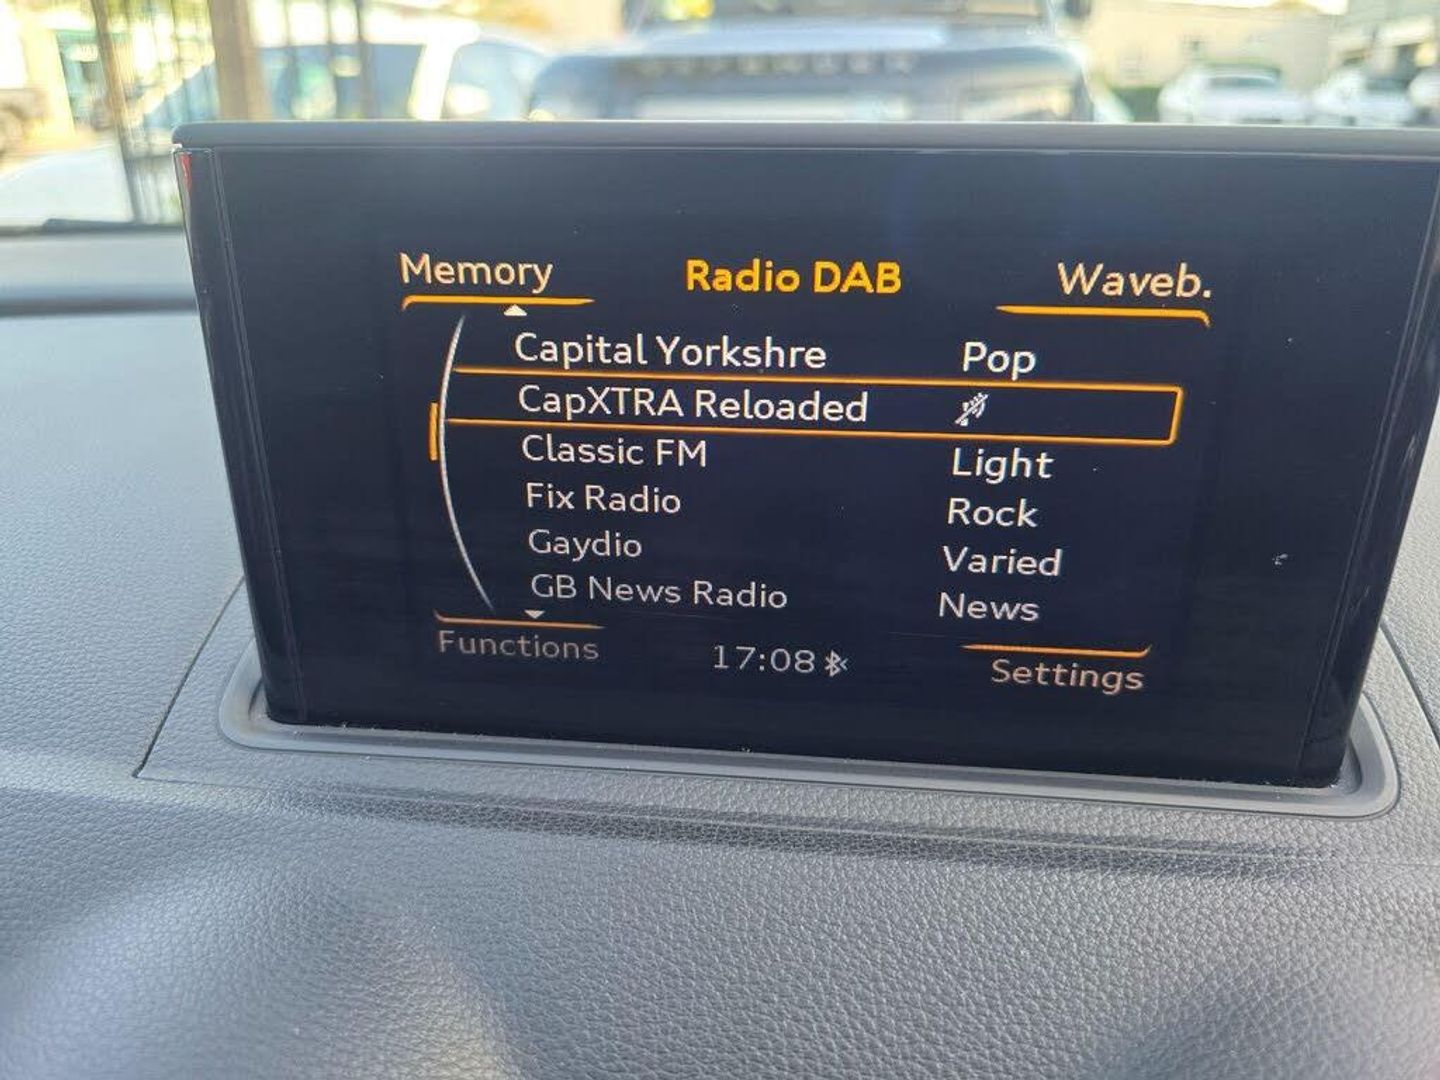 Memory Radio DAB Waveb.
Capital Yorkshre Pop
CapXTRA Reloaded
Classic FM Light
Fix Radio Rock
Gaydio Varied
GB News Radio News
Functions 17:08 Settings